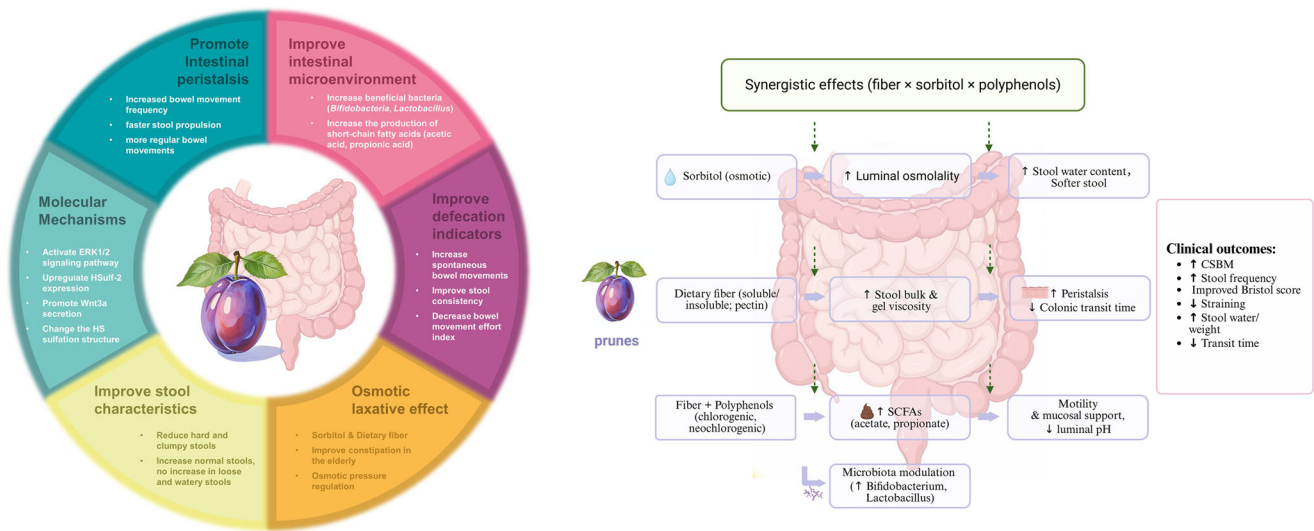 Promote
Intestinal
peristalsis
Increased bowel movement
frequency
faster stool propulsion
more regular bowel
movements
Improve
intestinal
microenvironment
Increase beneficial bacteria
(Bifidobacteria, Lactobacillus)
Increase the production of
short-chain fatty acids (acetic
acid, propionic acid)
Molecular
Mechanisms
Activate ERK1/2
signaling pathway
Upreguate HSulf-2
expression
Promote Wnt3a
secretion
Change the HS
sulfation structure
Improve
defecation
indicators
Increase
spontaneous
bowel movements
Improve stool
consistency
Decrease bowel
movement effort
index
Improve stool
characteristics
Reduce hard and
clumpy stools
Increase normal stools,
no increase in loose
and watery stools
Osmotic
laxative effect
Sorbitol & Dietary fiber
Improve constipation in
the elderly
Osmotic pressure
regulation
Synergistic effects (fiber × sorbitol × polyphenols)
Sorbitol (osmotic)
↑ Luminal osmolality
↑ Stool water content，
Softer stool
prunes
Dietary fiber (soluble/
insoluble; pectin)
↑ Stool bulk &
gel viscosity
↑ Peristalsis
↓ Colonic transit time
Fiber + Polyphenols
(chlorogenic,
neochlorogenic)
↑ SCFAs
(acetate, propionate)
Motility
& mucosal support,
↓ luminal pH
Microbiota modulation
(↑ Bifidobacterium,
Lactobacillus)
Clinical outcomes:
↑ CSBM
↑ Stool frequency
Improved Bristol score
↓ Straining
↑ Stool water/
weight
↓ Transit time